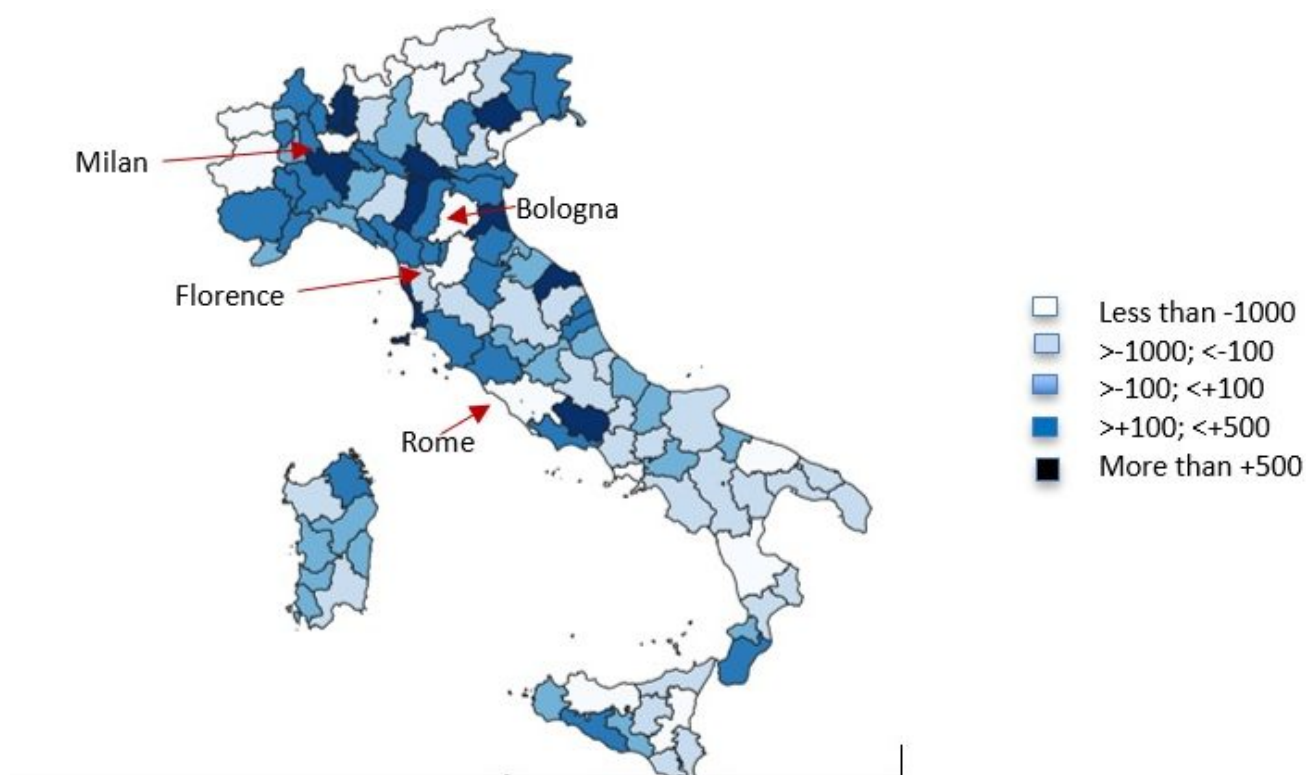 Milan
Bologna
Florence
Rome
Less than -1000
>-1000; <-100
>-100; <+100
>+100; <+500
More than +500